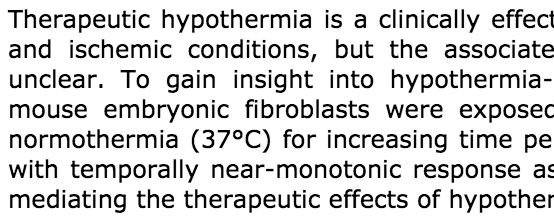 Therapeutic hypothermia is a clinically effect
and ischemic conditions, but the associate
unclear. To gain insight into hypothermia-
mouse embryonic fibroblasts were exposed
normothermia (37°C) for increasing time pe
with temporally near-monotonic response as
mediating the therapeutic effects of hypother